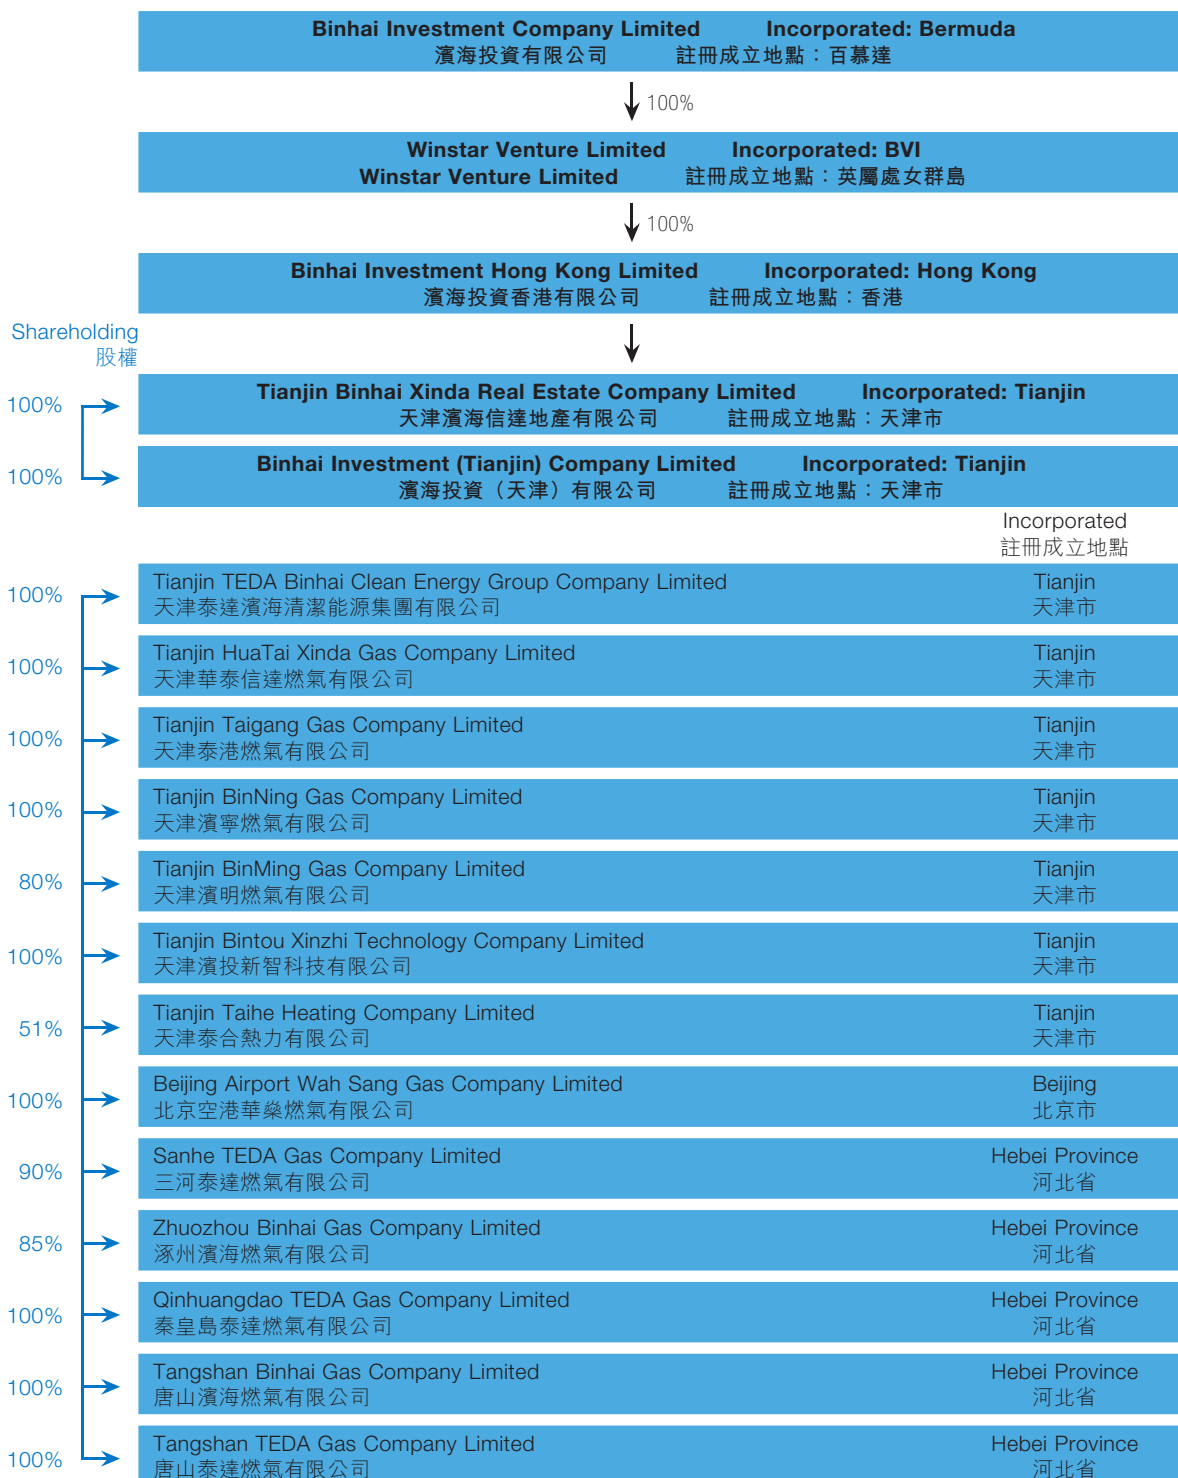 Binhai Investment Company Limited Incorporated: Bermuda
濱海投資有限公司 註冊成立地點：百慕達
100%
Winstar Venture Limited Incorporated: BVI
Winstar Venture Limited 註冊成立地點：英屬處女群島
100%
Binhai Investment Hong Kong Limited Incorporated: Hong Kong
濱海投資香港有限公司 註冊成立地點：香港
Shareholding
股權
100%
Tianjin Binhai Xinda Real Estate Company Limited Incorporated: Tianjin
天津濱海信達地產有限公司 註冊成立地點：天津市
100%
Binhai Investment (Tianjin) Company Limited Incorporated: Tianjin
濱海投資（天津）有限公司 註冊成立地點：天津市
Incorporated
註冊成立地點
100%
Tianjin TEDA Binhai Clean Energy Group Company Limited Tianjin
天津泰達濱海清潔能源集團有限公司 天津市
100%
Tianjin HuaTai Xinda Gas Company Limited Tianjin
天津華泰信達燃氣有限公司 天津市
100%
Tianjin Taigang Gas Company Limited Tianjin
天津泰港燃氣有限公司 天津市
100%
Tianjin BinNing Gas Company Limited Tianjin
天津濱寧燃氣有限公司 天津市
80%
Tianjin BinMing Gas Company Limited Tianjin
天津濱明燃氣有限公司 天津市
100%
Tianjin Bintou Xinzhi Technology Company Limited Tianjin
天津濱投新智科技有限公司 天津市
51%
Tianjin Taihe Heating Company Limited Tianjin
天津泰合熱力有限公司 天津市
100%
Beijing Airport Wah Sang Gas Company Limited Beijing
北京空港華燊燃氣有限公司 北京市
90%
Sanhe TEDA Gas Company Limited Hebei Province
三河泰達燃氣有限公司 河北省
85%
Zhuozhou Binhai Gas Company Limited Hebei Province
涿州濱海燃氣有限公司 河北省
100%
Qinhuangdao TEDA Gas Company Limited Hebei Province
秦皇島泰達燃氣有限公司 河北省
100%
Tangshan Binhai Gas Company Limited Hebei Province
唐山濱海燃氣有限公司 河北省
100%
Tangshan TEDA Gas Company Limited Hebei Province
唐山泰達燃氣有限公司 河北省